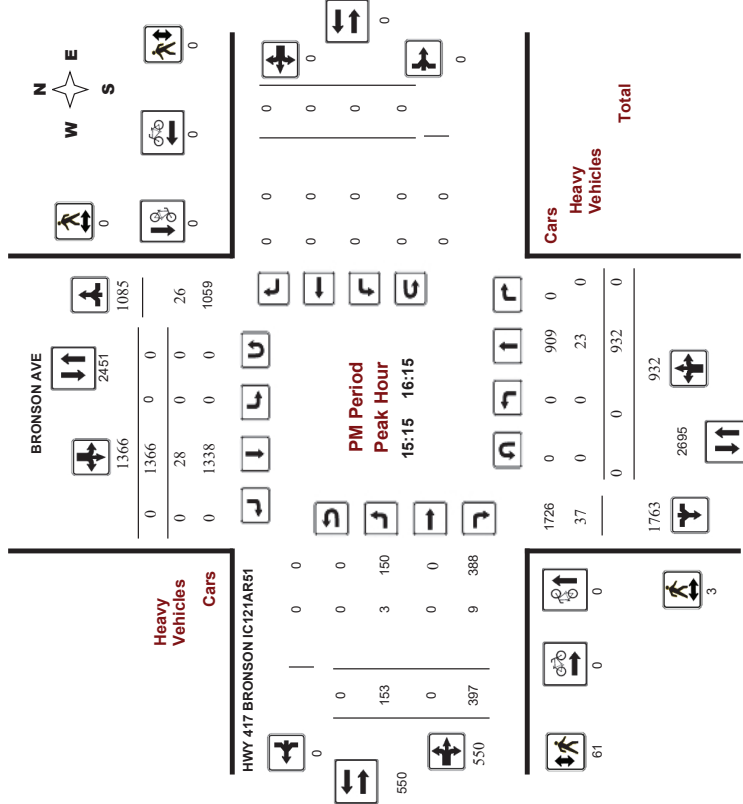 N
W E
S
0
0
0
0
BRONSON AVE
1366
2451
1085
0 1366 0 0
0 28 0 0 26
0 0 1338 0 0 1059
Heavy
Vehicles
Cars
0
0
0
0 0 0
0 0 0
0 0 0
0 0 0
0 0
PM Period
Peak Hour
15:15 16:15
HWY 417 BRONSON IC121AR51
0
550
550
0 0
0 0 0
153 3 150
0 0 0
397 9 388
1726 0 0 909 0 Cars
37 0 0 23 0 Heavy
Vehicles
0 0 932 0
Total
1763
2695
932
0
0
61
3